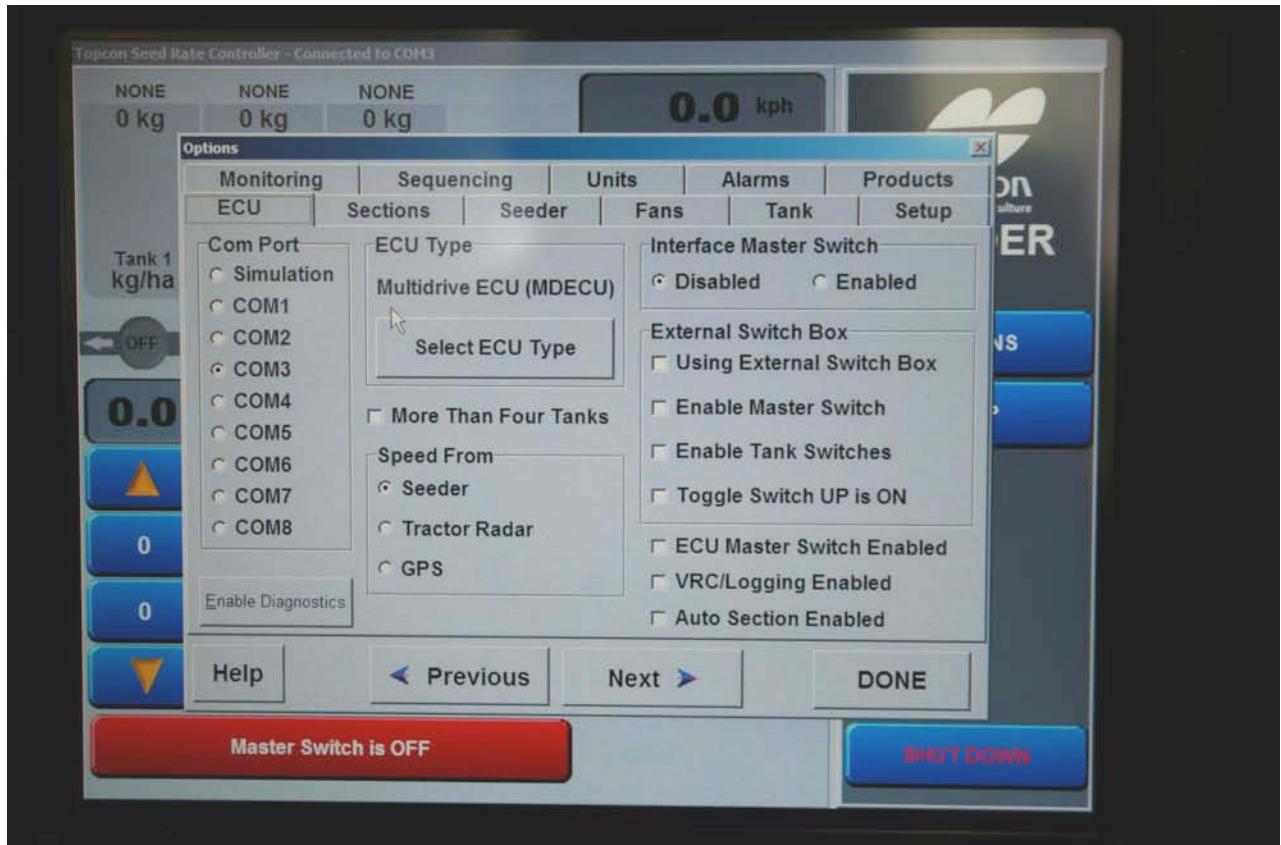 Topcon Seed Rate Controller - Connected to COM3
NONE NONE NONE
0 kg 0 kg 0 kg
0.0 kph
Options
Monitoring Sequencing Units Alarms Products
ECU Sections Seeder Fans Tank Setup
Com Port
Simulation
COM1
COM2
COM3
COM4
COM5
COM6
COM7
COM8
Enable Diagnostics
ECU Type
Multidrive ECU (MDECU)
Select ECU Type
More Than Four Tanks
Speed From
Seeder
Tractor Radar
GPS
Interface Master Switch
Disabled Enabled
External Switch Box
Using External Switch Box
Enable Master Switch
Enable Tank Switches
Toggle Switch UP is ON
ECU Master Switch Enabled
VRC/Logging Enabled
Auto Section Enabled
Help Previous Next DONE
Tank 1
kg/ha
OFF
0.0
0
0
on
ulture
ER
NS
Master Switch is OFF
SHUT DOWN